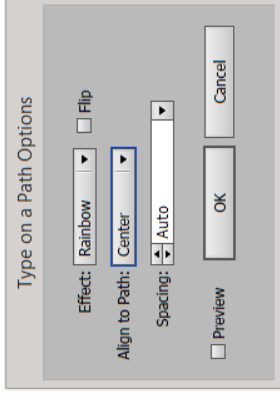 Type on a Path Options
Effect: Rainbow Flip
Align to Path: Center
Spacing: Auto
Preview OK Cancel